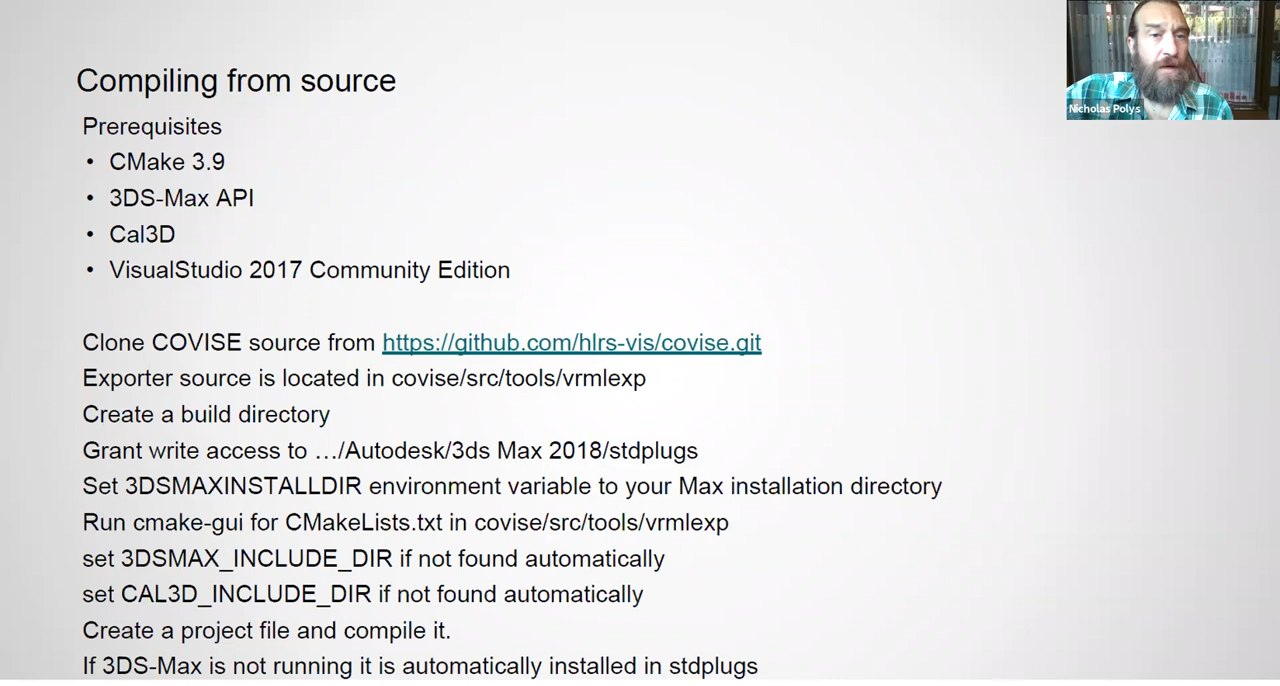 Compiling from source
Nicholas Polys
Prerequisites
• CMake 3.9
• 3DS-Max API
• Cal3D
• VisualStudio 2017 Community Edition
Clone COVISE source from https://github.com/hlrs-vis/covise.git
Exporter source is located in covise/src/tools/vrmlexp
Create a build directory
Grant write access to …/Autodesk/3ds Max 2018/stdplugs
Set 3DSMAXINSTALLDIR environment variable to your Max installation directory
Run cmake-gui for CMakeLists.txt in covise/src/tools/vrmlexp
set 3DSMAX_INCLUDE_DIR if not found automatically
set CAL3D_INCLUDE_DIR if not found automatically
Create a project file and compile it.
If 3DS-Max is not running it is automatically installed in stdplugs